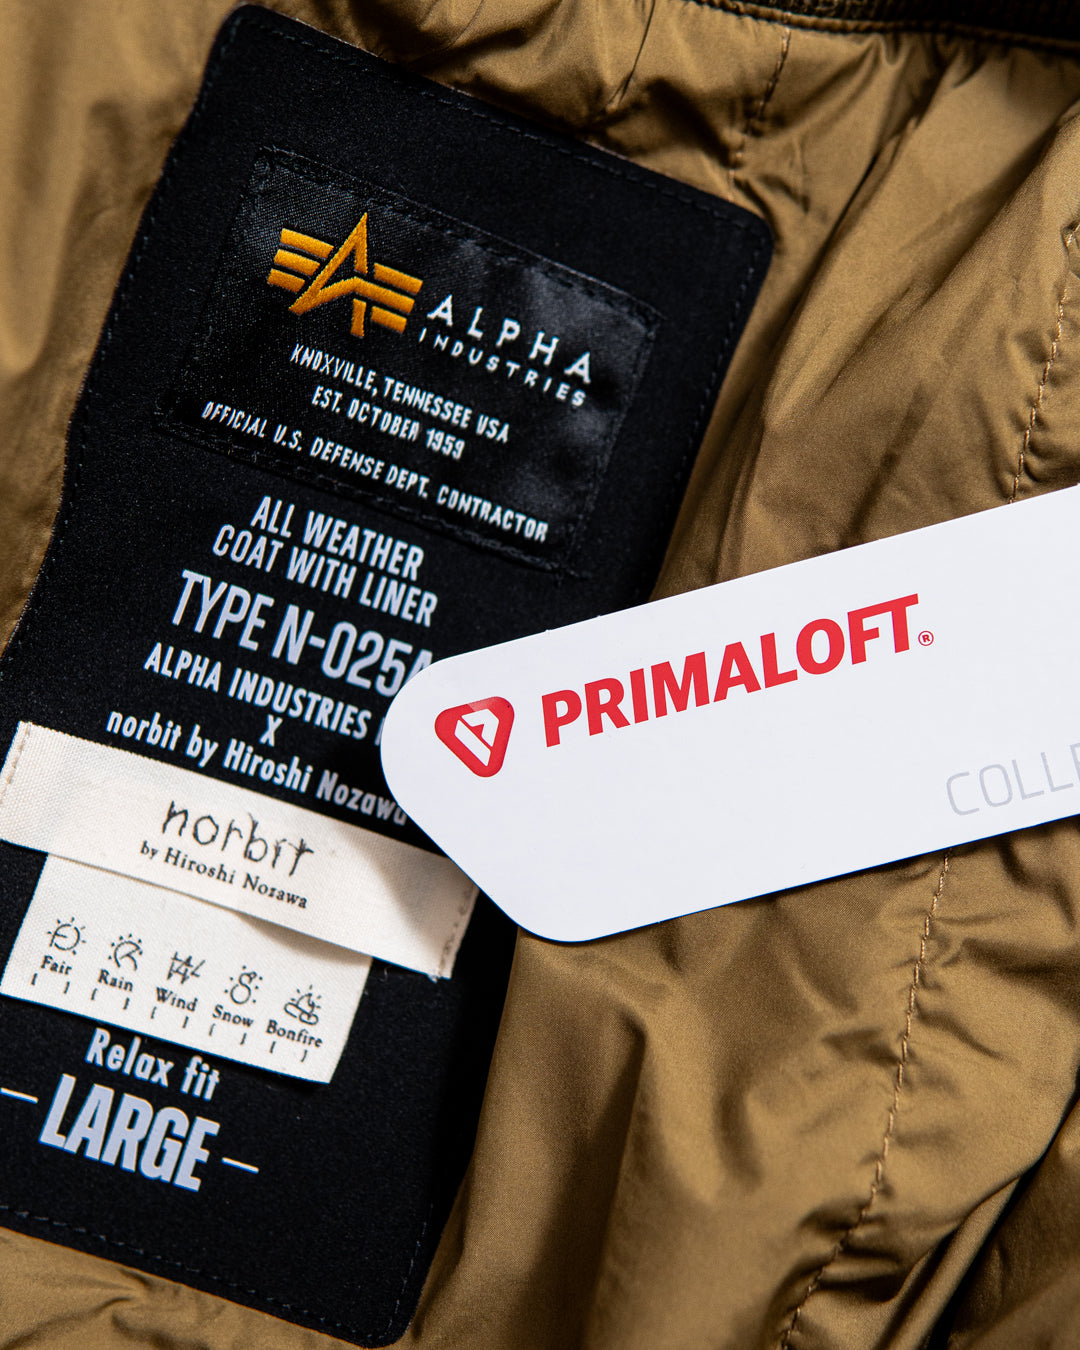 ALPHA
INDUSTRIES
KNOXVILLE, TENNESSEE USA
EST. OCTOBER 1959
OFFICIAL U.S. DEFENSE DEPT. CONTRACTOR
ALL WEATHER
COAT WITH LINER
TYPE N-025A
ALPHA INDUSTRIES
X
norbit by Hiroshi Nozawa
norbit
by Hiroshi Nozawa
Fair Rain Wind Snow Bonfire
[ ] [ ] [ ] [ ] [ ]
Relax fit
– LARGE –
PRIMALOFT®
COLLE